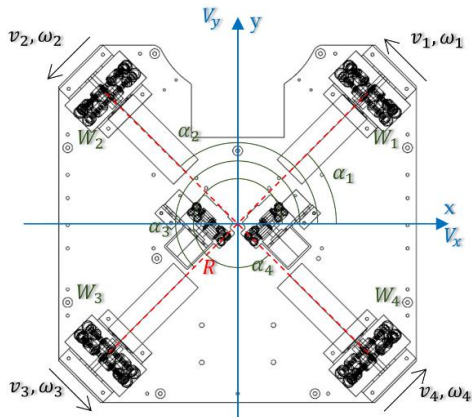 V_y y
v_2, ω_2
v_1, ω_1
W_2
α_2
W_1
α_1
x
V_x
α_3
R
α_4
W_3
W_4
v_3, ω_3
v_4, ω_4